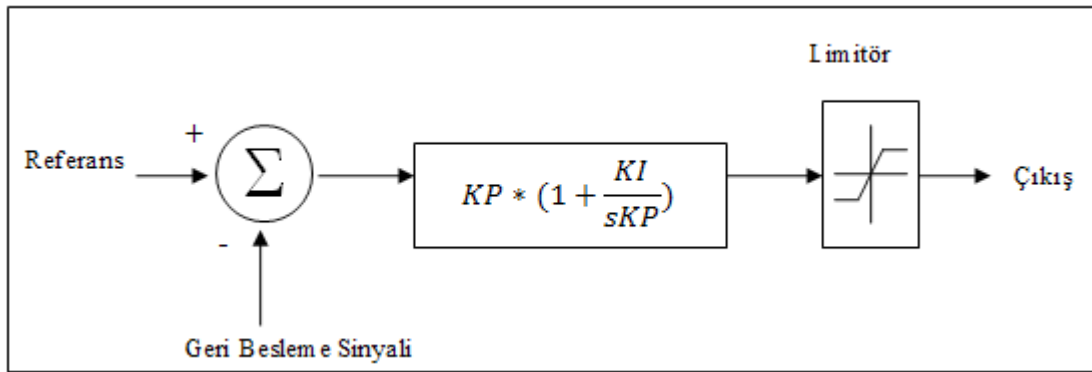 Limitör
Referans
+
Σ
-
KP ∗ (1 + KI/sKP)
Çıkış
Geri Besleme Sinyali